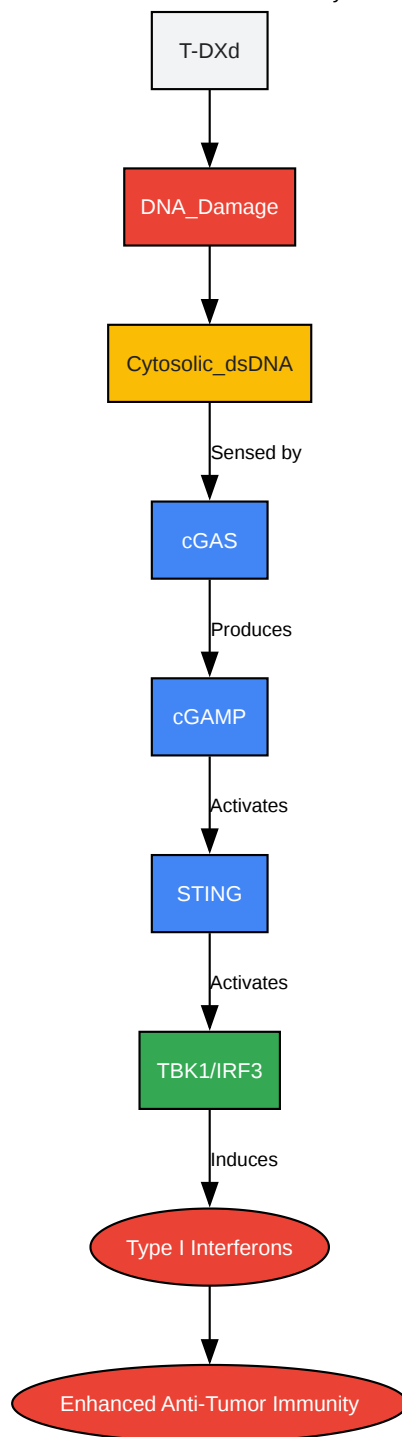 T-DXd
DNA_Damage
Cytosolic_dsDNA
Sensed by
cGAS
Produces
cGAMP
Activates
STING
Activates
TBK1/IRF3
Induces
Type I Interferons
Enhanced Anti-Tumor Immunity